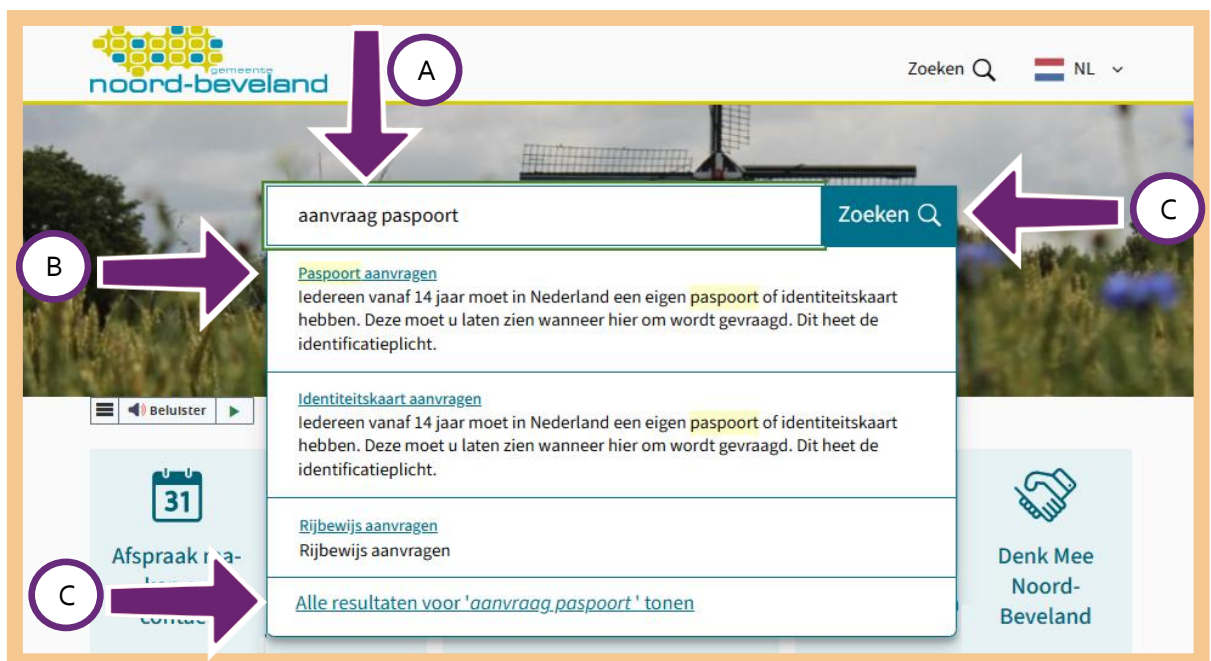 gemeente
noord-beveland
A
Zoeken
NL
aanvraag paspoort
Zoeken
C
B
Paspoort aanvragen
Iedereen vanaf 14 jaar moet in Nederland een eigen paspoort of identiteitskaart
hebben. Deze moet u laten zien wanneer hier om wordt gevraagd. Dit heet de
identificatieplicht.
Beluister
Identiteitskaart aanvragen
Iedereen vanaf 14 jaar moet in Nederland een eigen paspoort of identiteitskaart
hebben. Deze moet u laten zien wanneer hier om wordt gevraagd. Dit heet de
identificatieplicht.
31
Rijbewijs aanvragen
Rijbewijs aanvragen
Afspraak ma-
C
Alle resultaten voor 'aanvraag paspoort ' tonen
Denk Mee
Noord-
Beveland